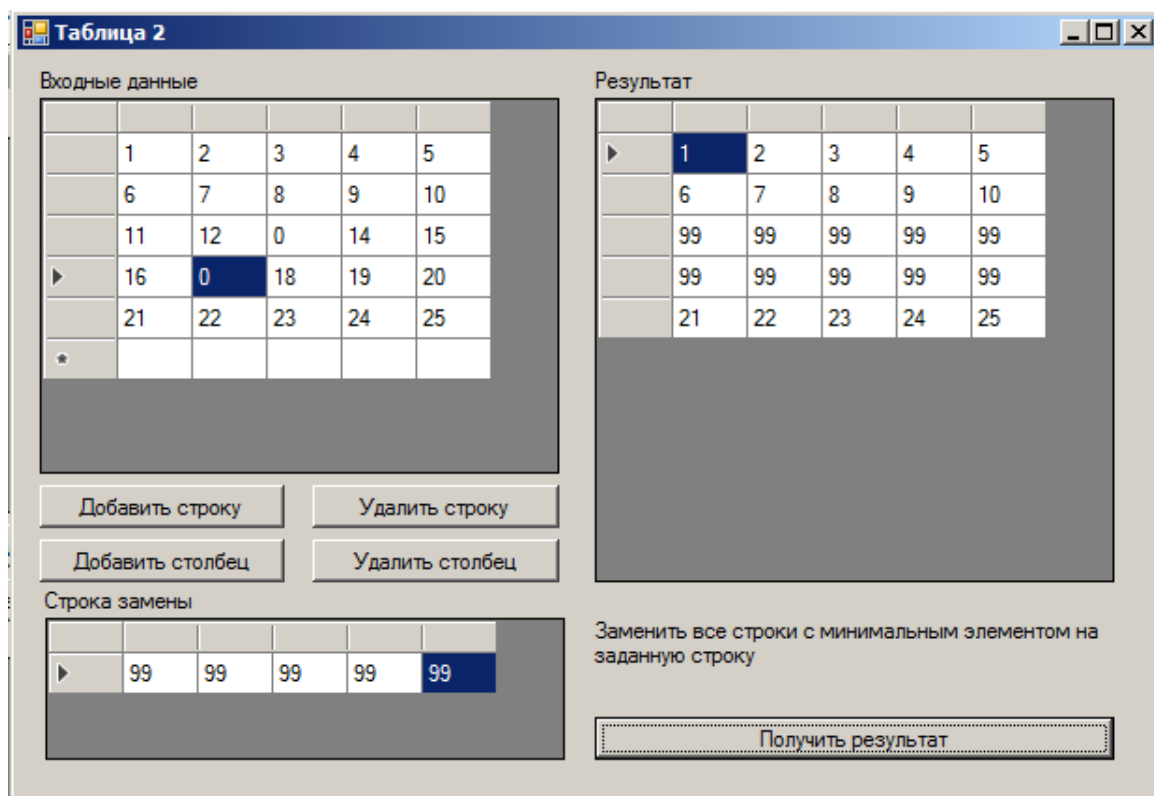 Таблица 2
Входные данные
1 2 3 4 5
6 7 8 9 10
11 12 0 14 15
16 0 18 19 20
21 22 23 24 25
Добавить строку
Удалить строку
Добавить столбец
Удалить столбец
Строка замены
99 99 99 99 99
Результат
1 2 3 4 5
6 7 8 9 10
99 99 99 99 99
99 99 99 99 99
21 22 23 24 25
Заменить все строки с минимальным элементом на
заданную строку
Получить результат